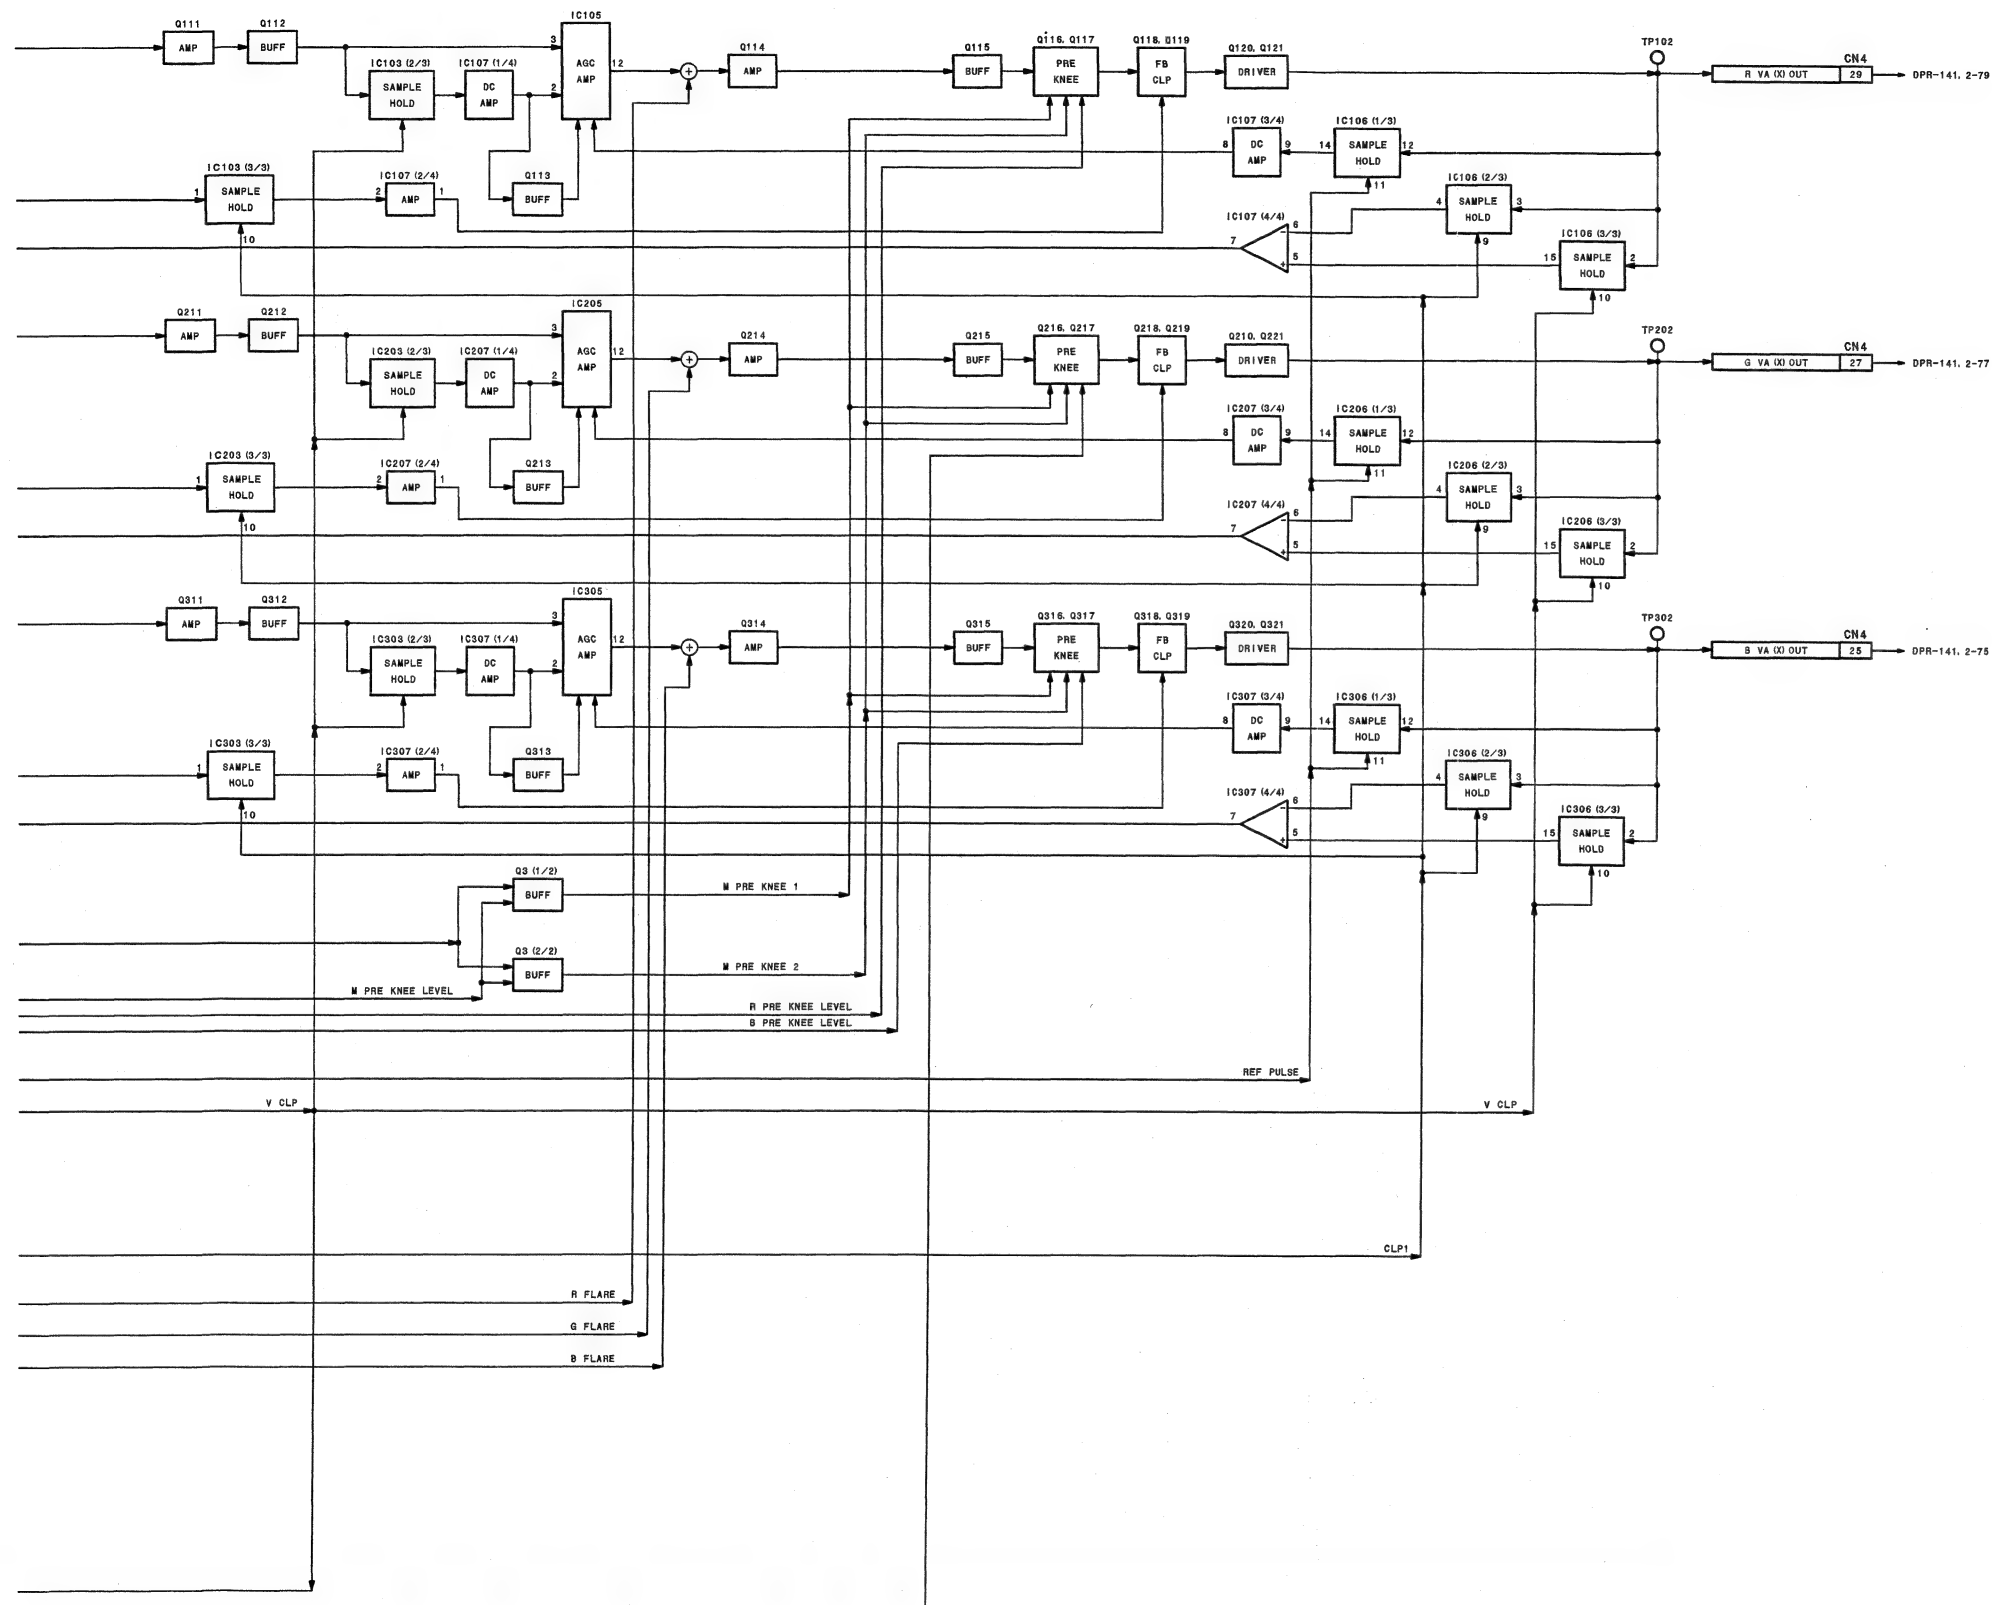 IC105
Q111 Q112
AMP BUFF 3
IC103 (2/3) IC107 (1/4)
SAMPLE HOLD DC AMP 2 AGC AMP 12
+
Q114
AMP
Q115
BUFF
Q116, Q117
PRE KNEE
Q118, Q119
FB CLP
Q120, Q121
DRIVER
TP102
CN4
R VA (X) OUT 29 DPR-141, 2-79
IC107 (3/4)
8 DC AMP 9
IC106 (1/3)
14 SAMPLE HOLD 12
11
IC103 (3/3)
1 SAMPLE HOLD
10
IC107 (2/4)
2 AMP 1
Q113
BUFF
IC106 (2/3)
4 SAMPLE HOLD 3
9
IC107 (4/4)
7 6 -
5 +
IC106 (3/3)
15 SAMPLE HOLD 2
10
IC205
Q211 Q212
AMP BUFF 3
IC203 (2/3) IC207 (1/4)
SAMPLE HOLD DC AMP 2 AGC AMP 12
+
Q214
AMP
Q215
BUFF
Q216, Q217
PRE KNEE
Q218, Q219
FB CLP
Q210, Q221
DRIVER
TP202
CN4
G VA (X) OUT 27 DPR-141, 2-77
IC207 (3/4)
8 DC AMP 9
IC206 (1/3)
14 SAMPLE HOLD 12
11
IC203 (3/3)
1 SAMPLE HOLD
10
IC207 (2/4)
2 AMP 1
Q213
BUFF
IC206 (2/3)
4 SAMPLE HOLD 3
9
IC207 (4/4)
7 6 -
5 +
IC206 (3/3)
15 SAMPLE HOLD 2
10
IC305
Q311 Q312
AMP BUFF 3
IC303 (2/3) IC307 (1/4)
SAMPLE HOLD DC AMP 2 AGC AMP 12
+
Q314
AMP
Q315
BUFF
Q316, Q317
PRE KNEE
Q318, Q319
FB CLP
Q320, Q321
DRIVER
TP302
CN4
B VA (X) OUT 25 DPR-141, 2-75
IC307 (3/4)
8 DC AMP 9
IC306 (1/3)
14 SAMPLE HOLD 12
11
IC303 (3/3)
1 SAMPLE HOLD
10
IC307 (2/4)
2 AMP 1
Q313
BUFF
IC306 (2/3)
4 SAMPLE HOLD 3
9
IC307 (4/4)
7 6 -
5 +
IC306 (3/3)
15 SAMPLE HOLD 2
10
Q3 (1/2)
BUFF M PRE KNEE 1
Q3 (2/2)
BUFF M PRE KNEE 2
M PRE KNEE LEVEL
R PRE KNEE LEVEL
B PRE KNEE LEVEL
REF PULSE
V CLP V CLP
CLP1
R FLARE
G FLARE
B FLARE